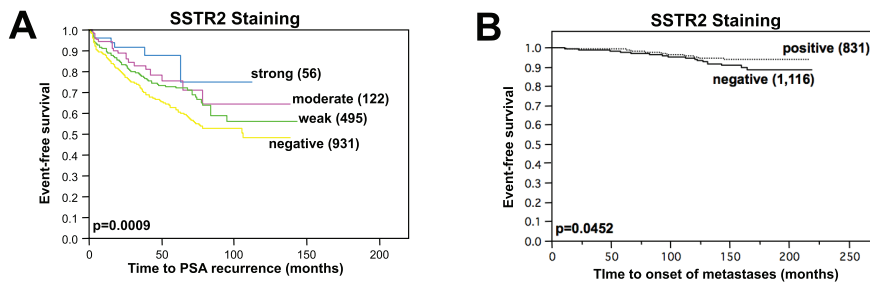 A
SSTR2 Staining
Event-free survival
1.0
0.9
0.8
0.7
0.6
0.5
0.4
0.3
0.2
0.1
0.0
strong (56)
moderate (122)
weak (495)
negative (931)
p=0.0009
0 50 100 150 200
Time to PSA recurrence (months)
B
SSTR2 Staining
Event-free survival
1.0
0.9
0.8
0.7
0.6
0.5
0.4
0.3
0.2
0.1
0.0
positive (831)
negative (1,116)
p=0.0452
0 50 100 150 200 250
TIme to onset of metastases (months)